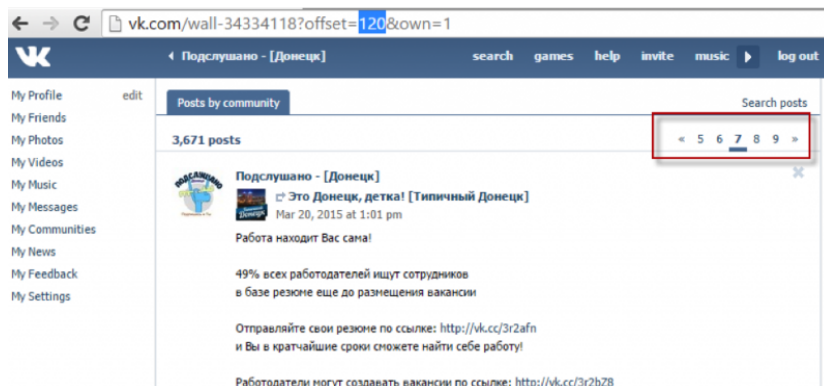 vk.com/wall-34334118?offset=120&own=1
Подслушано - [Донецк] search games help invite music log out
My Profile edit
My Friends
My Photos
My Videos
My Music
My Messages
My Communities
My News
My Feedback
My Settings
Posts by community Search posts
3,671 posts « 5 6 7 8 9 »
Подслушано - [Донецк]
Это Донецк, детка! [Типичный Донецк]
Mar 20, 2015 at 1:01 pm
Работа находит Вас сама!
49% всех работодателей ищут сотрудников
в базе резюме еще до размещения вакансии
Отправляйте свои резюме по ссылке: http://vk.cc/3r2afn
и Вы в кратчайшие сроки сможете найти себе работу!
Работодатели могут создавать вакансии по ссылке: http://vk.cc/3r2bZ8